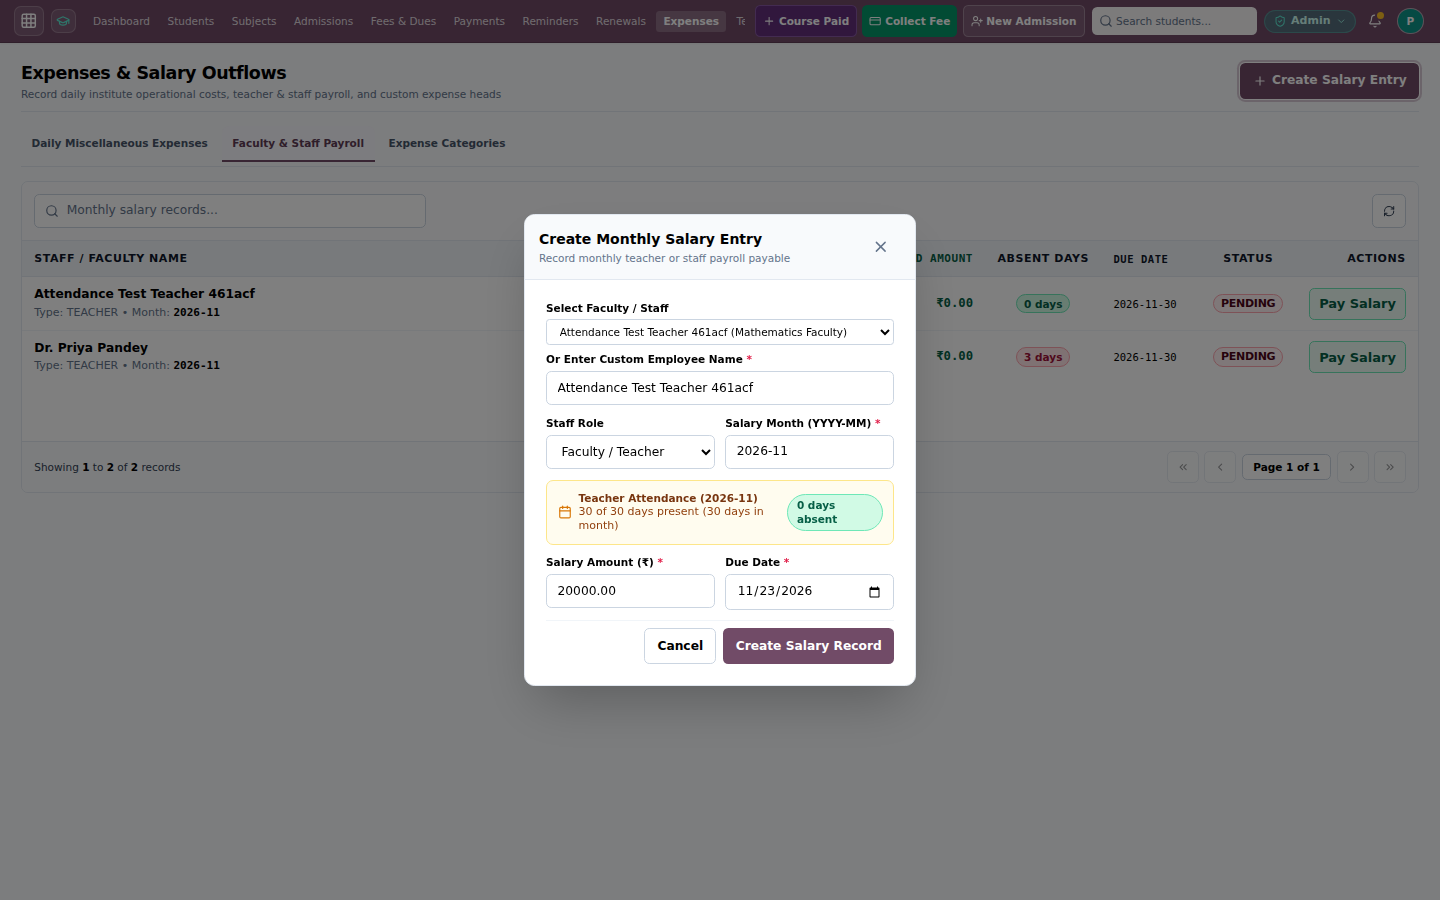 Dashboard Students Subjects Admissions Fees & Dues Payments Reminders Renewals Expenses Course Paid Collect Fee New Admission Search students... Admin P
Expenses & Salary Outflows
Record daily institute operational costs, teacher & staff payroll, and custom expense heads
Create Salary Entry
Daily Miscellaneous Expenses Faculty & Staff Payroll Expense Categories
Monthly salary records...
STAFF / FACULTY NAME D AMOUNT ABSENT DAYS DUE DATE STATUS ACTIONS
Attendance Test Teacher 461acf
Type: TEACHER • Month: 2026-11
₹0.00 0 days 2026-11-30 PENDING Pay Salary
Dr. Priya Pandey
Type: TEACHER • Month: 2026-11
₹0.00 3 days 2026-11-30 PENDING Pay Salary
Showing 1 to 2 of 2 records
« ‹ Page 1 of 1 › »
Create Monthly Salary Entry
Record monthly teacher or staff payroll payable
Select Faculty / Staff
Attendance Test Teacher 461acf (Mathematics Faculty)
Or Enter Custom Employee Name *
Attendance Test Teacher 461acf
Staff Role Salary Month (YYYY-MM) *
Faculty / Teacher 2026-11
Teacher Attendance (2026-11)
30 of 30 days present (30 days in
month)
0 days
absent
Salary Amount (₹) * Due Date *
20000.00 11/23/2026
Cancel Create Salary Record